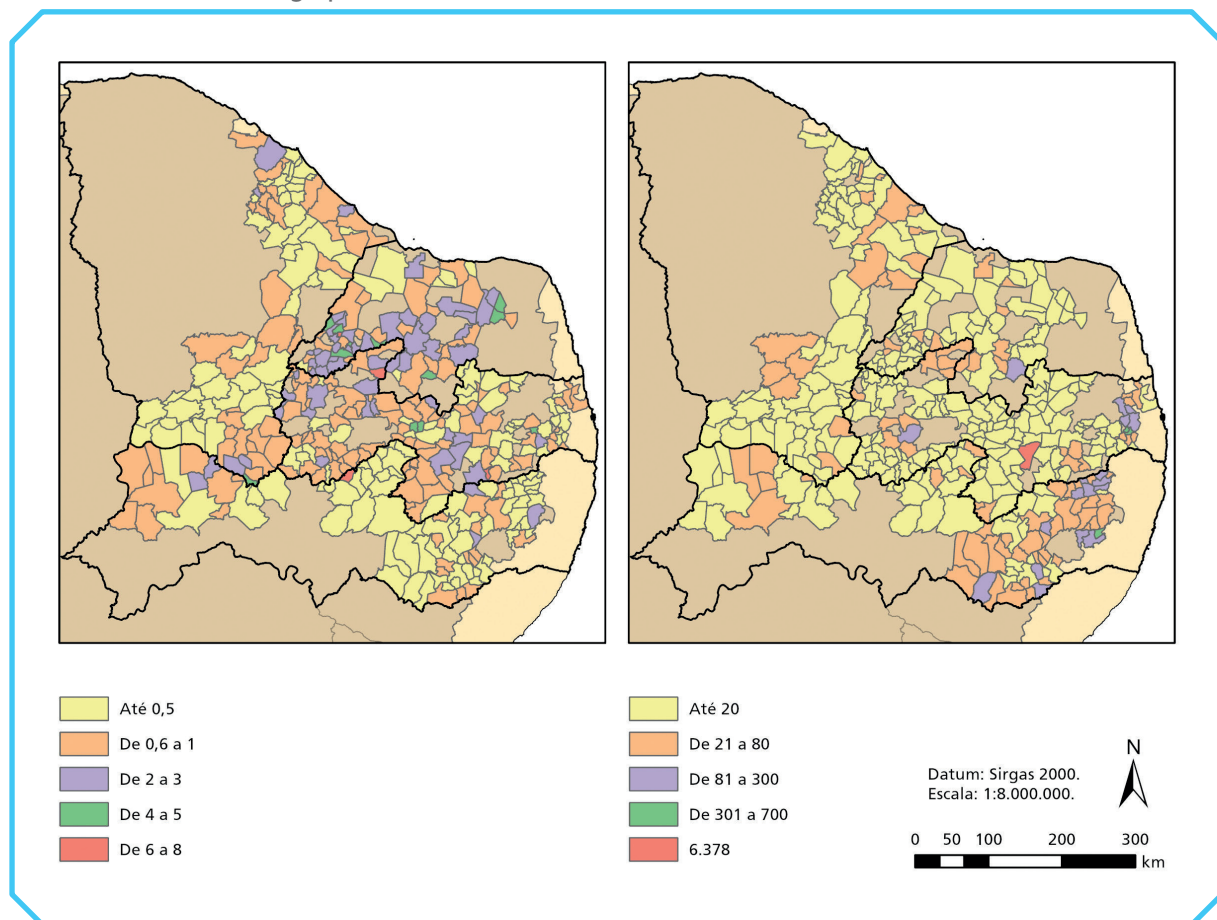 Até 0,5
De 0,6 a 1
De 2 a 3
De 4 a 5
De 6 a 8
Até 20
De 21 a 80
De 81 a 300
De 301 a 700
6.378
Datum: Sirgas 2000.
Escala: 1:8.000.000.
N
0 50 100 200 300
km